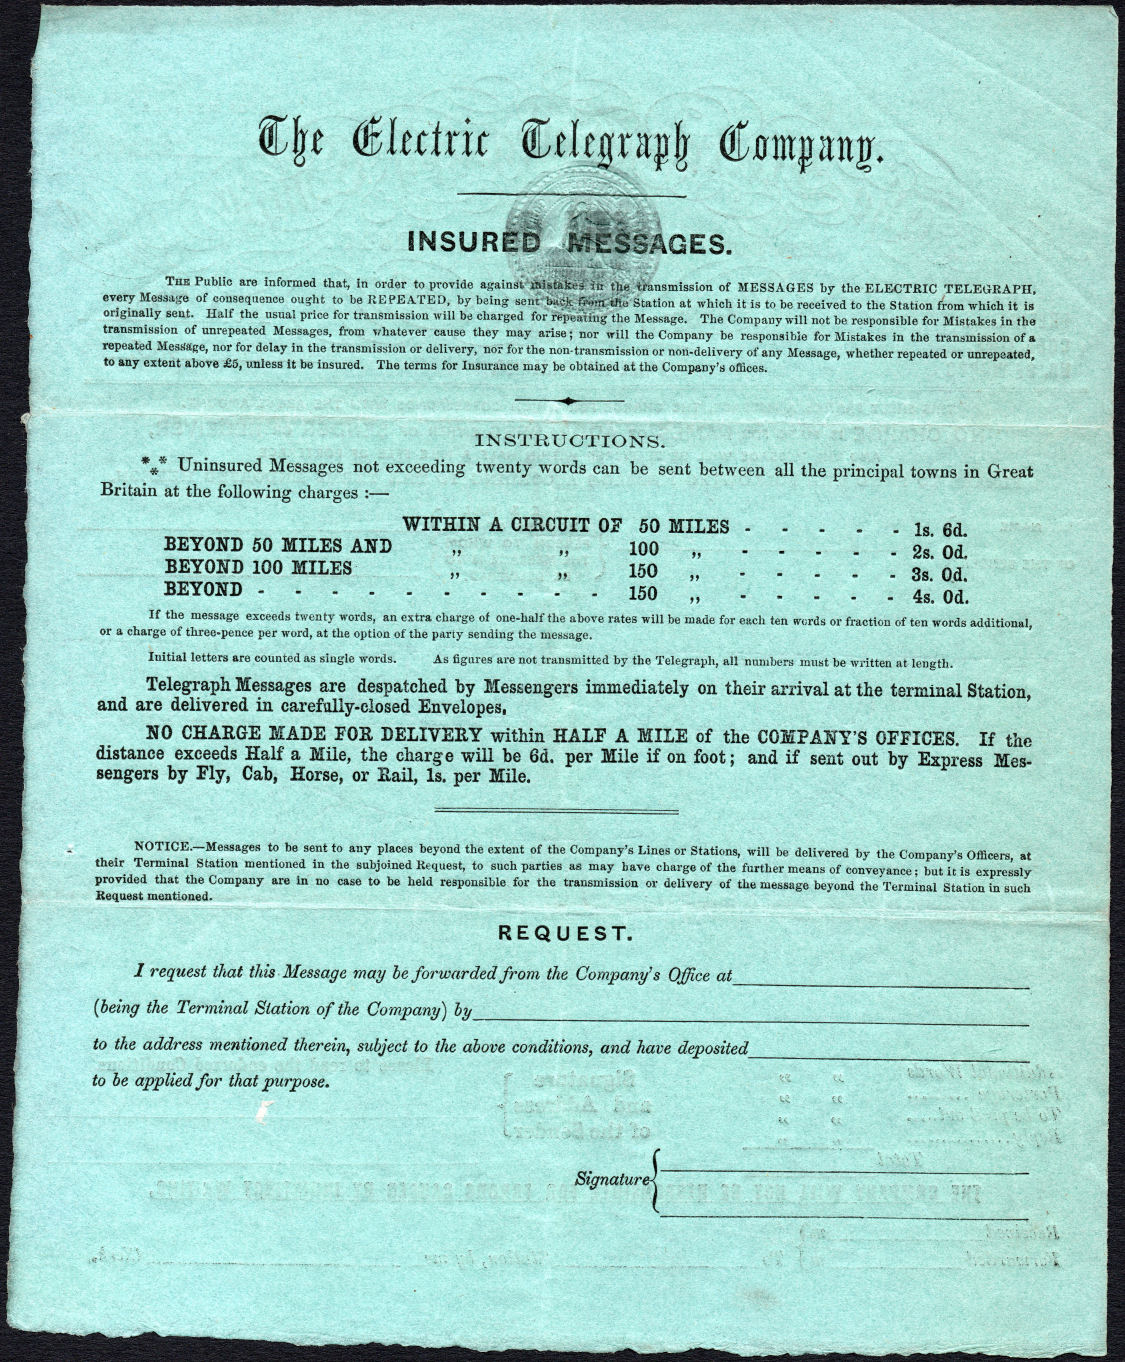 The Electric Telegraph Company.
INSURED MESSAGES.
THE Public are informed that, in order to provide against mistakes in the transmission of MESSAGES by the ELECTRIC TELEGRAPH,
every Message of consequence ought to be REPEATED, by being sent back from the Station at which it is to be received to the Station from which it is
originally sent. Half the usual price for transmission will be charged for repeating the Message. The Company will not be responsible for Mistakes in the
transmission of unrepeated Messages, from whatever cause they may arise; nor will the Company be responsible for Mistakes in the transmission of a
repeated Message, nor for delay in the transmission or delivery, nor for the non-transmission or non-delivery of any Message, whether repeated or unrepeated,
to any extent above £5, unless it be insured. The terms for Insurance may be obtained at the Company's offices.
INSTRUCTIONS.
*** Uninsured Messages not exceeding twenty words can be sent between all the principal towns in Great
Britain at the following charges :—
WITHIN A CIRCUIT OF 50 MILES - - - - - 1s. 6d.
BEYOND 50 MILES AND „ „ 100 „ - - - - - 2s. 0d.
BEYOND 100 MILES „ „ 150 „ - - - - - 3s. 0d.
BEYOND - - - - - - - - - - 150 „ - - - - - 4s. 0d.
If the message exceeds twenty words, an extra charge of one-half the above rates will be made for each ten words or fraction of ten words additional,
or a charge of three-pence per word, at the option of the party sending the message.
Initial letters are counted as single words. As figures are not transmitted by the Telegraph, all numbers must be written at length.
Telegraph Messages are despatched by Messengers immediately on their arrival at the terminal Station,
and are delivered in carefully-closed Envelopes.
NO CHARGE MADE FOR DELIVERY within HALF A MILE of the COMPANY'S OFFICES. If the
distance exceeds Half a Mile, the charge will be 6d. per Mile if on foot; and if sent out by Express Mes-
sengers by Fly, Cab, Horse, or Rail, 1s. per Mile.
NOTICE.—Messages to be sent to any places beyond the extent of the Company's Lines or Stations, will be delivered by the Company's Officers, at
their Terminal Station mentioned in the subjoined Request, to such parties as may have charge of the further means of conveyance; but it is expressly
provided that the Company are in no case to be held responsible for the transmission or delivery of the message beyond the Terminal Station in such
Request mentioned.
REQUEST.
I request that this Message may be forwarded from the Company's Office at
(being the Terminal Station of the Company) by
to the address mentioned therein, subject to the above conditions, and have deposited
to be applied for that purpose.
Signature